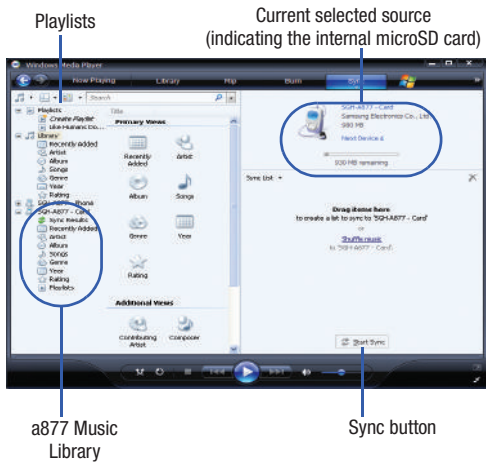 Playlists
Current selected source
(indicating the internal microSD card)
Windows Media Player
Now Playing Library Rip Burn Sync
Search
Playlists
Create Playlist
Like Humans Do...
Library
Recently Added
Artist
Album
Songs
Genre
Year
Rating
SGH-A877 - Phone
SGH-A877 - Card
Sync Results
Recently Added
Artist
Album
Songs
Genre
Year
Rating
Playlists
Title
Primary Views
Recently Added
Artist
Album
Songs
Genre
Year
Rating
Additional Views
Contributing Artist
Composer
SGH-A877 - Card
Samsung Electronics Co., Ltd
980 MB
Next Device
930 MB remaining
Sync List
Drag items here
to create a list to sync to 'SGH-A877 - Card'
or
Shuffle music
to 'SGH-A877 - Card'.
Start Sync
a877 Music
Library
Sync button